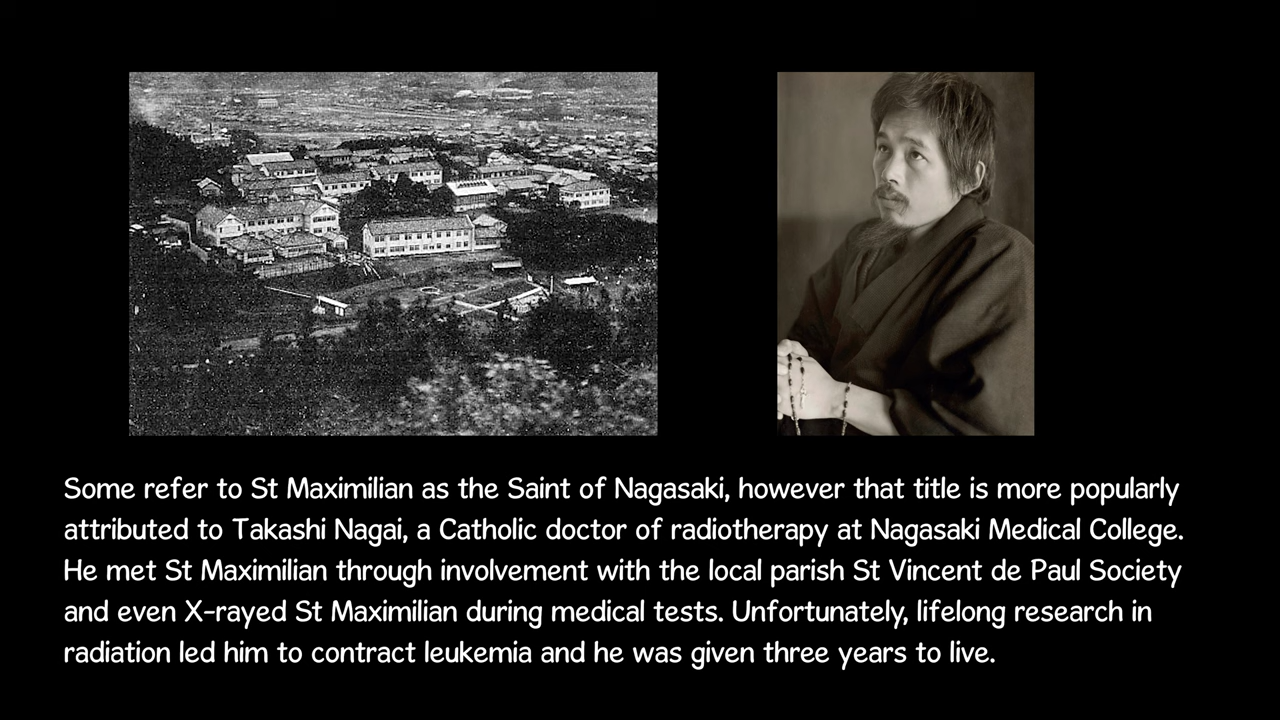 Some refer to St Maximilian as the Saint of Nagasaki, however that title is more popularly
attributed to Takashi Nagai, a Catholic doctor of radiotherapy at Nagasaki Medical College.
He met St Maximilian through involvement with the local parish St Vincent de Paul Society
and even X-rayed St Maximilian during medical tests. Unfortunately, lifelong research in
radiation led him to contract leukemia and he was given three years to live.